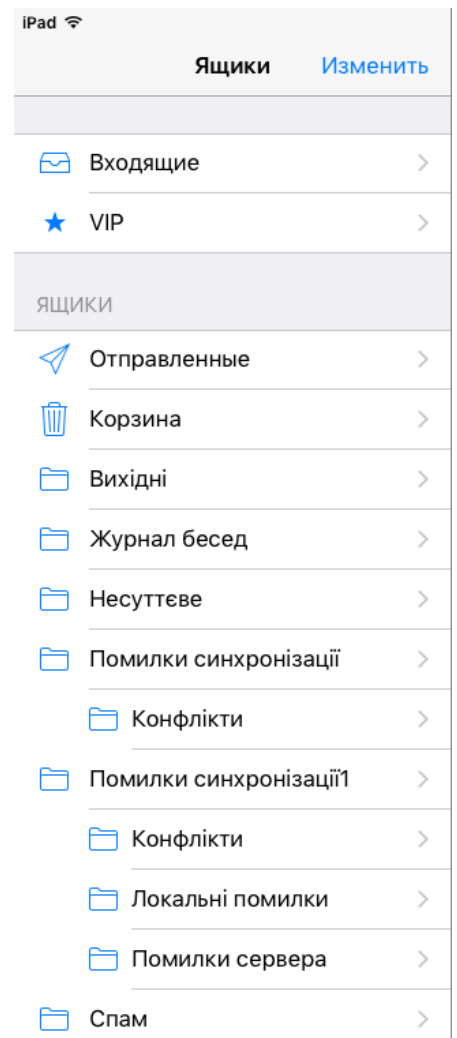 iPad
Ящики Изменить
Входящие
VIP
ЯЩИКИ
Отправленные
Корзина
Вихідні
Журнал бесед
Несуттєве
Помилки синхронізації
Конфлікти
Помилки синхронізації1
Конфлікти
Локальні помилки
Помилки сервера
Спам